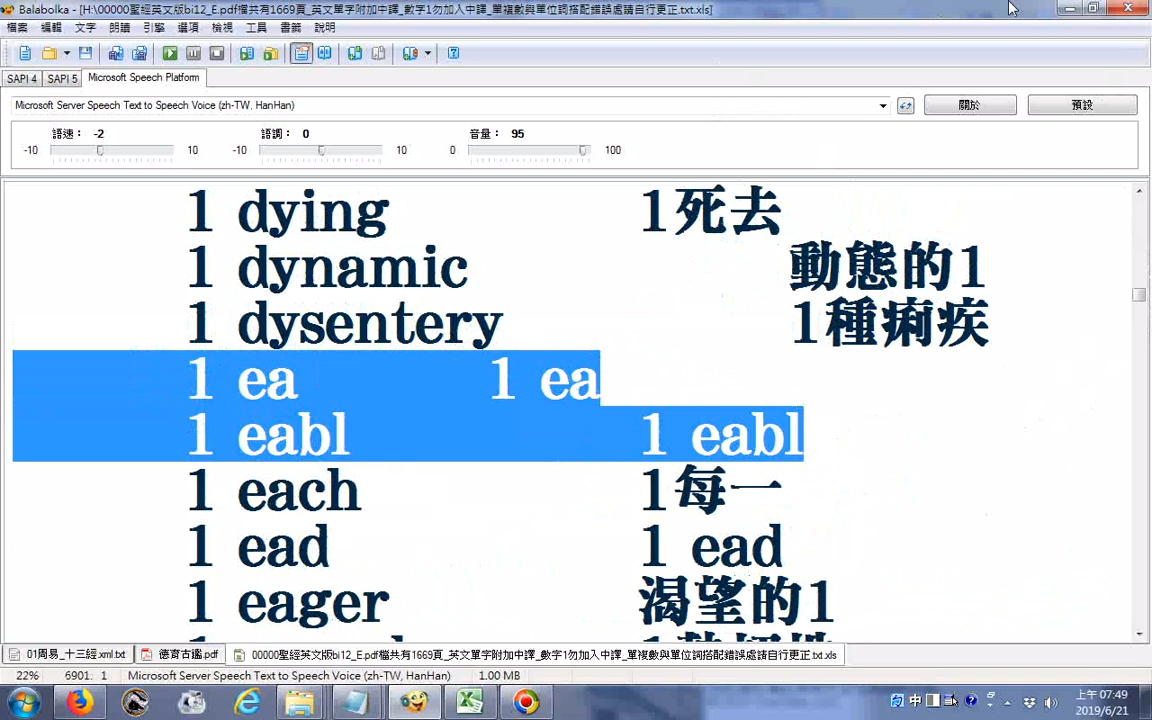 Balabolka - [H:\00000聖經英文版bi12_E.pdf檔共有1669頁_英文單字附加中譯_數字1勿加入中譯_單複數與單位詞搭配錯誤處請自行更正.txt.xls]
檔案 編輯 文字 朗讀 引擎 選項 檢視 工具 書籤 說明
SAPI 4 SAPI 5 Microsoft Speech Platform
Microsoft Server Speech Text to Speech Voice (zh-TW, HanHan) 關於 預設
語速： -2 語調： 0 音量： 95
-10 10 -10 10 0 100
1 dying 1死去
1 dynamic 動態的1
1 dysentery 1種痢疾
1 ea 1 ea
1 eabl 1 eabl
1 each 1每一
1 ead 1 ead
1 eager 渴望的1
01周易_十三經.xml.txt 德育古鑑.pdf 00000聖經英文版bi12_E.pdf檔共有1669頁_英文單字附加中譯_數字1勿加入中譯_單複數與單位詞搭配錯誤處請自行更正.txt.xls
22% 6901: 1 Microsoft Server Speech Text to Speech Voice (zh-TW, HanHan) 1.00 MB
中 上午 07:49
2019/6/21